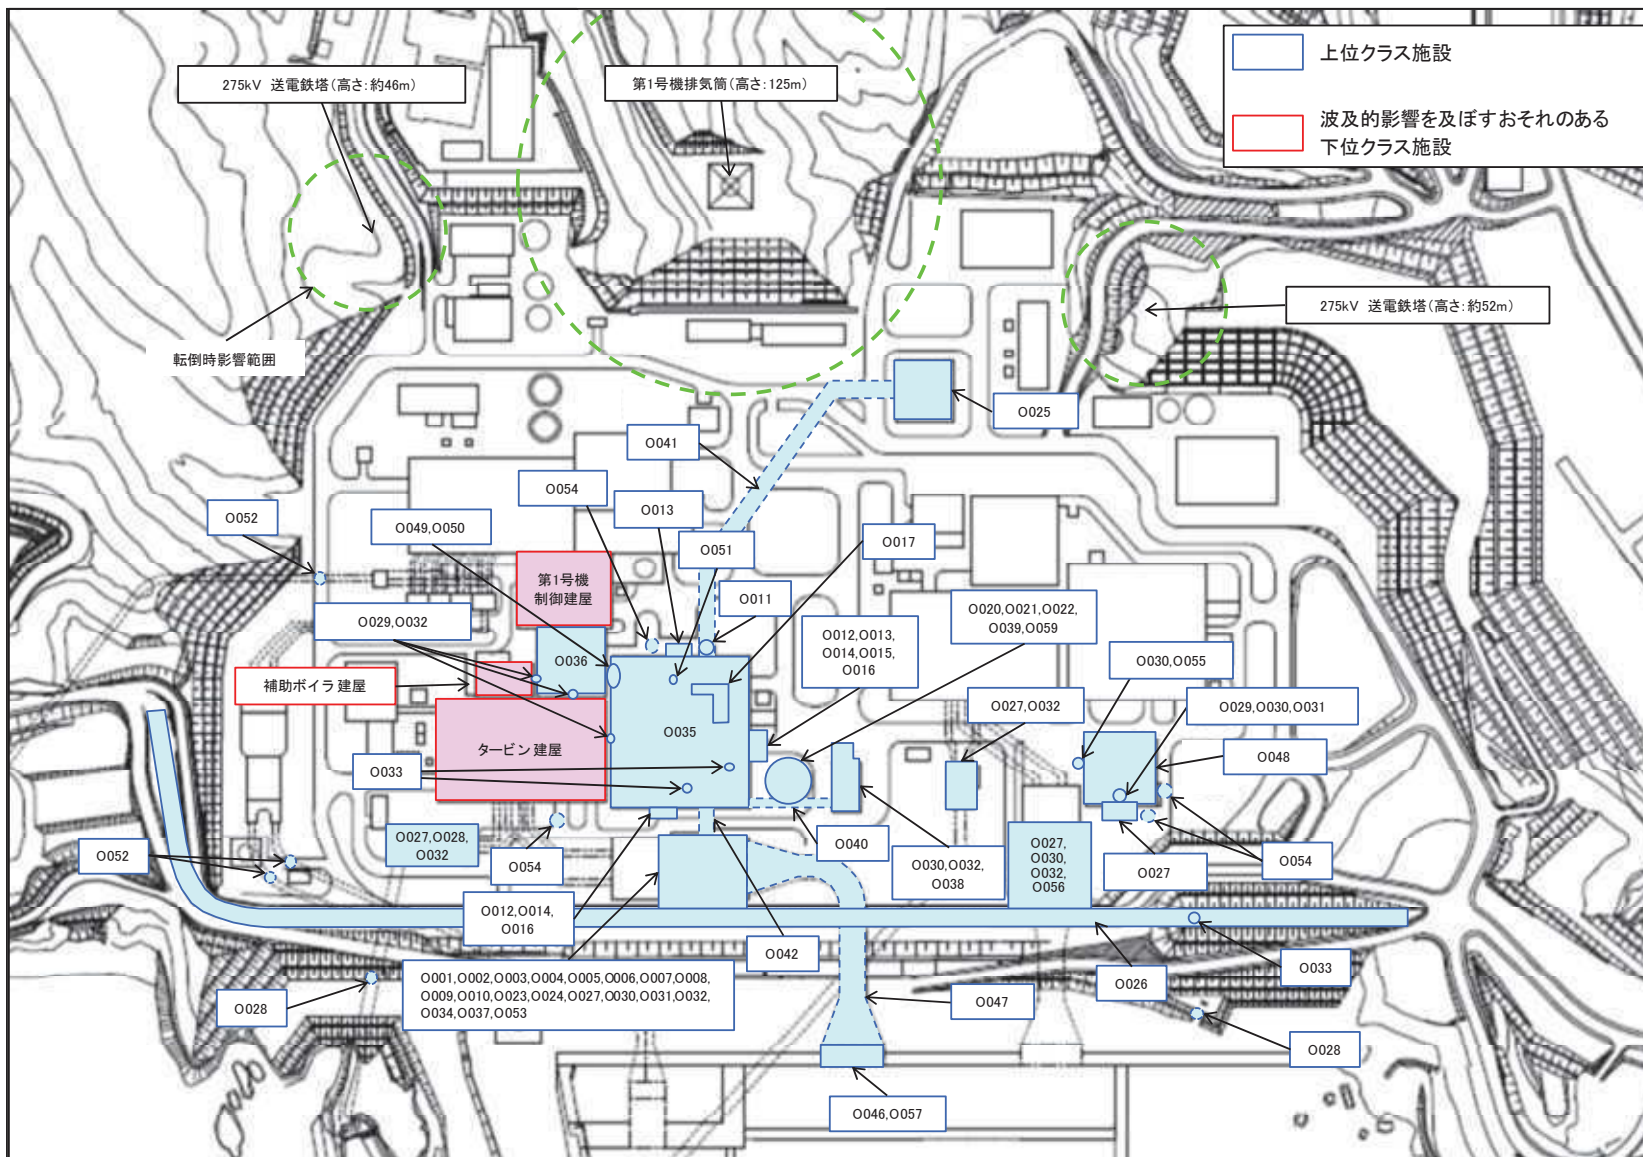 上位クラス施設
波及的影響を及ぼすおそれのある
下位クラス施設
275kV 送電鉄塔(高さ:約46m)
第1号機排気筒(高さ:125m)
275kV 送電鉄塔(高さ:約52m)
転倒時影響範囲
O025
O041
O054
O013
O052
O049,O050
O051
O017
第1号機
制御建屋
O011
O029,O032
O020,O021,O022,
O039,O059
O012,O013,
O014,O015,
O016
O036
O030,O055
補助ボイラ建屋
O027,O032
O029,O030,O031
O035
タービン建屋
O033
O048
O027,O028,
O032
O054
O040
O030,O032,
O038
O027,
O030,
O032,
O056
O027
O054
O052
O012,O014,
O016
O042
O033
O026
O001,O002,O003,O004,O005,O006,O007,O008,
O009,O010,O023,O024,O027,O030,O031,O032,
O034,O037,O053
O028
O047
O028
O046,O057